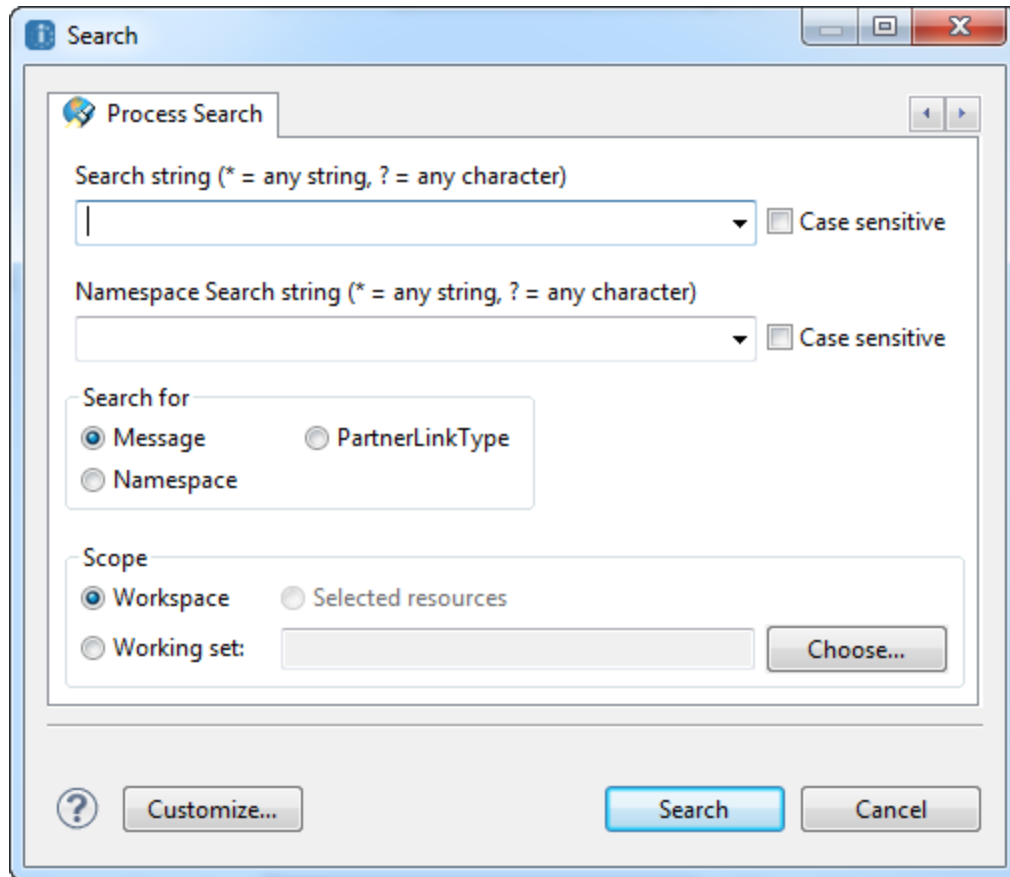 Search
Process Search
Search string (* = any string, ? = any character)
Case sensitive
Namespace Search string (* = any string, ? = any character)
Case sensitive
Search for
Message PartnerLinkType
Namespace
Scope
Workspace Selected resources
Working set: Choose...
? Customize... Search Cancel